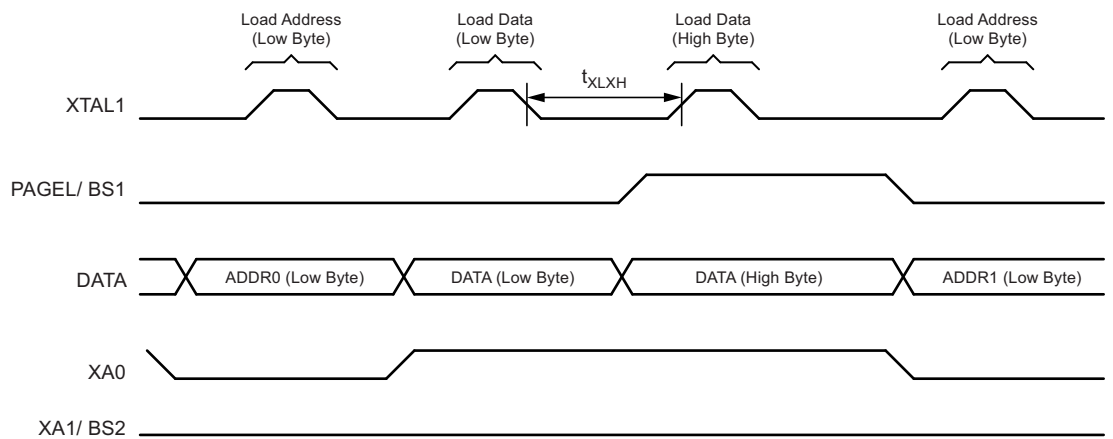 Load Address
(Low Byte)
Load Data
(Low Byte)
Load Data
(High Byte)
Load Address
(Low Byte)
tXLXH
XTAL1
PAGEL/ BS1
DATA
ADDR0 (Low Byte)
DATA (Low Byte)
DATA (High Byte)
ADDR1 (Low Byte)
XA0
XA1/ BS2